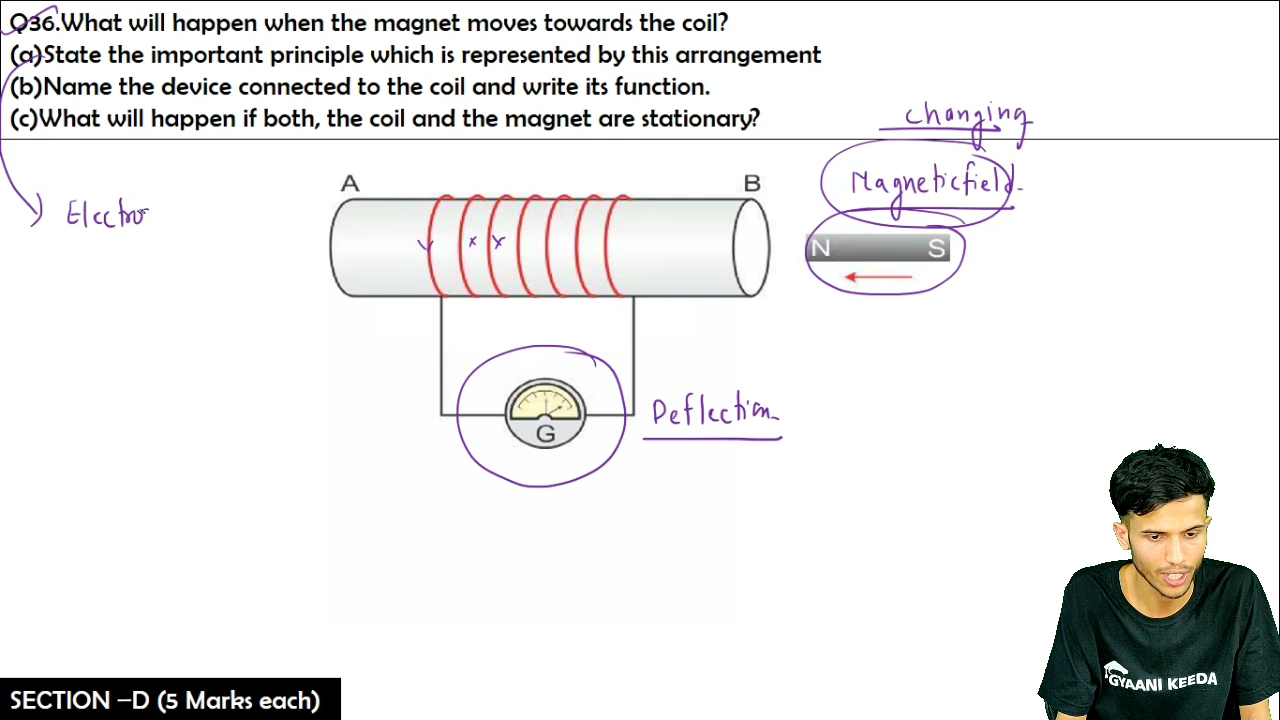 Q36.What will happen when the magnet moves towards the coil?
(a)State the important principle which is represented by this arrangement
(b)Name the device connected to the coil and write its function.
(c)What will happen if both, the coil and the magnet are stationary?
changing
Magneticfield.
A
B
Elctro
N S
Deflection
G
GYAANI KEEDA
SECTION –D (5 Marks each)